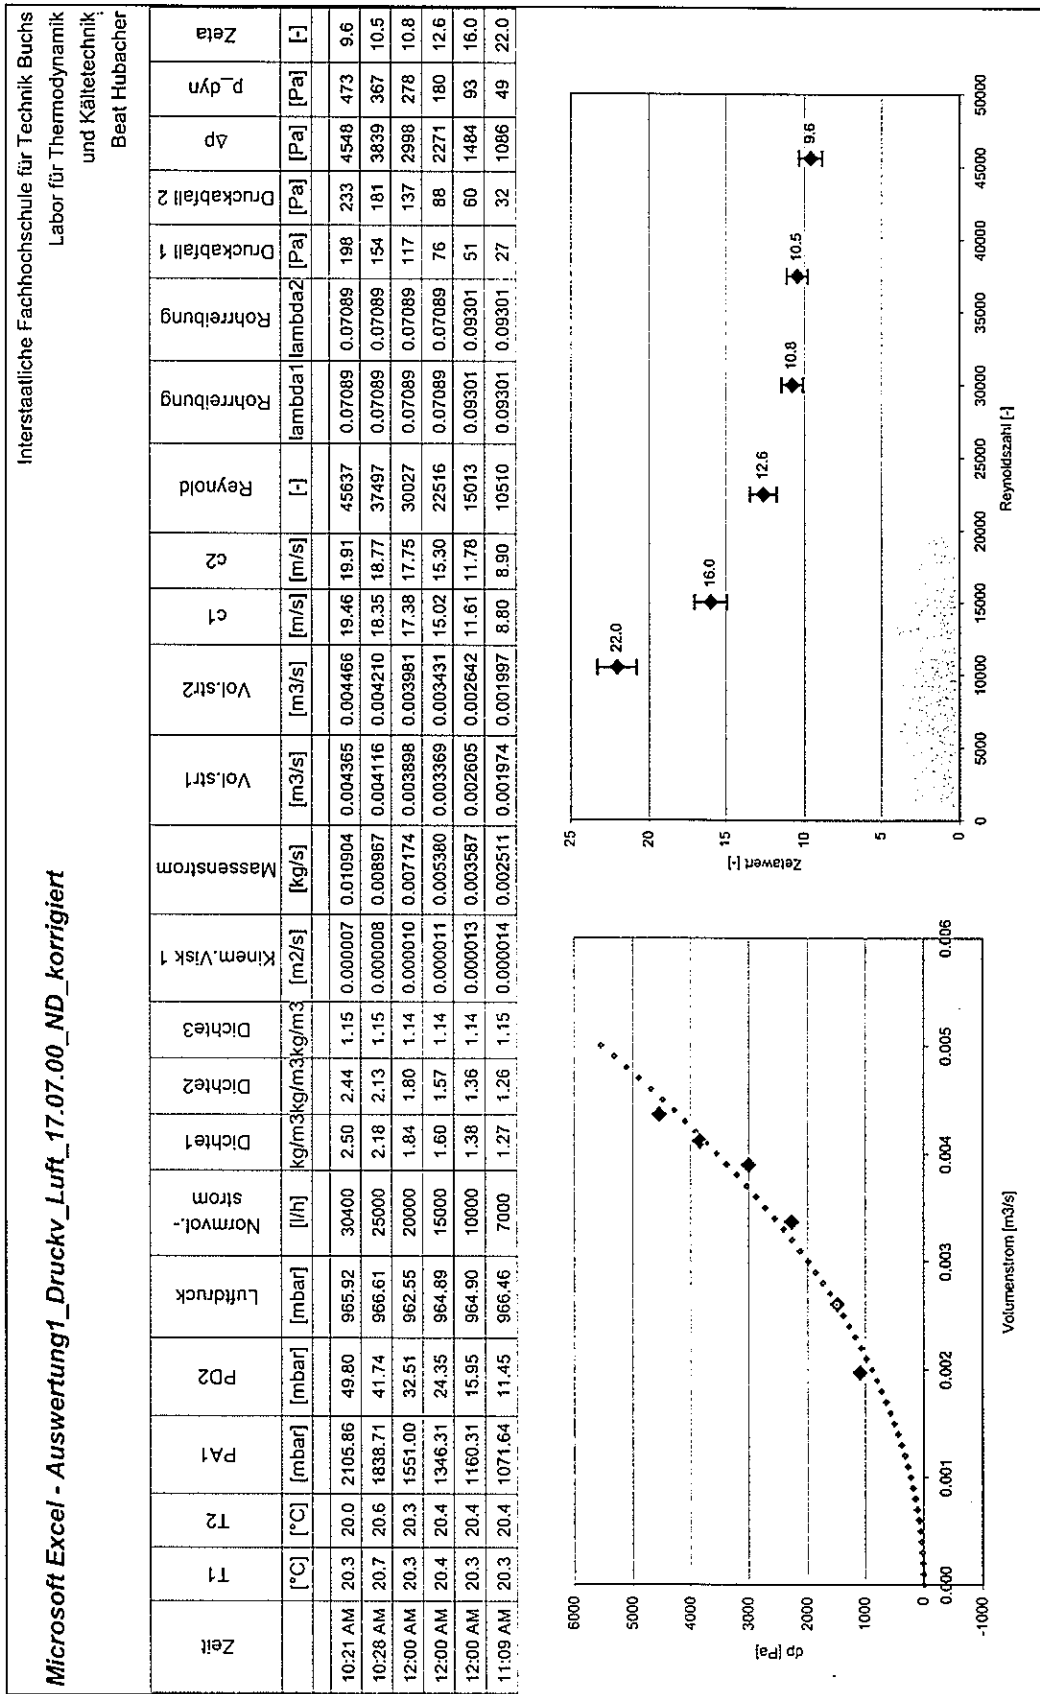 Interstaatliche Fachhochschule für Technik Buchs
Labor für Thermodynamik
und Kältetechnik
Beat Hubacher
Microsoft Excel - Auswertung1_Druckv_Luft_17.07.00_ND_korrigiert
Zeit T1 T2 PA1 PD2 Luftdruck Normvol.-strom Dichte1 Dichte2 Dichte3 Kinem.Visk 1 Massenstrom Vol.str1 Vol.str2 c1 c2 Reynold Rohrreibung Rohrreibung Druckabfall 1 Druckabfall 2 Δp p_dyn Zeta
[°C] [°C] [mbar] [mbar] [mbar] [l/h] kg/m3 kg/m3 kg/m3 [m2/s] [kg/s] [m3/s] [m3/s] [m/s] [m/s] [-] lambda1 lambda2 [Pa] [Pa] [Pa] [Pa] [-]
10:21 AM 20.3 20.0 2105.86 49.80 965.92 30400 2.50 2.44 1.15 0.000007 0.010904 0.004365 0.004466 19.46 19.91 45637 0.07089 0.07089 198 233 4548 473 9.6
10:28 AM 20.7 20.6 1838.71 41.74 966.61 25000 2.18 2.13 1.15 0.000008 0.008967 0.004116 0.004210 18.35 18.77 37497 0.07089 0.07089 154 181 3839 367 10.5
12:00 AM 20.3 20.3 1551.00 32.51 962.55 20000 1.84 1.80 1.14 0.000010 0.007174 0.003898 0.003981 17.38 17.75 30027 0.07089 0.07089 117 137 2998 278 10.8
12:00 AM 20.4 20.4 1346.31 24.35 964.89 15000 1.60 1.57 1.14 0.000011 0.005380 0.003369 0.003431 15.02 15.30 22516 0.07089 0.07089 76 88 2271 180 12.6
12:00 AM 20.3 20.4 1160.31 15.95 964.90 10000 1.38 1.36 1.14 0.000013 0.003587 0.002605 0.002642 11.61 11.78 15013 0.09301 0.09301 51 60 1484 93 16.0
11:09 AM 20.3 20.4 1071.64 11.45 966.46 7000 1.27 1.26 1.15 0.000014 0.002511 0.001974 0.001997 8.80 8.90 10510 0.09301 0.09301 27 32 1086 49 22.0
dp [Pa]
6000
5000
4000
3000
2000
1000
0
-1000
0.000 0.001 0.002 0.003 0.004 0.005 0.006
Volumenstrom [m3/s]
Zetawert [-]
25
20
15
10
5
0
22.0
16.0
12.6
10.8
10.5
9.6
0 5000 10000 15000 20000 25000 30000 35000 40000 45000 50000
Reynoldszahl [-]